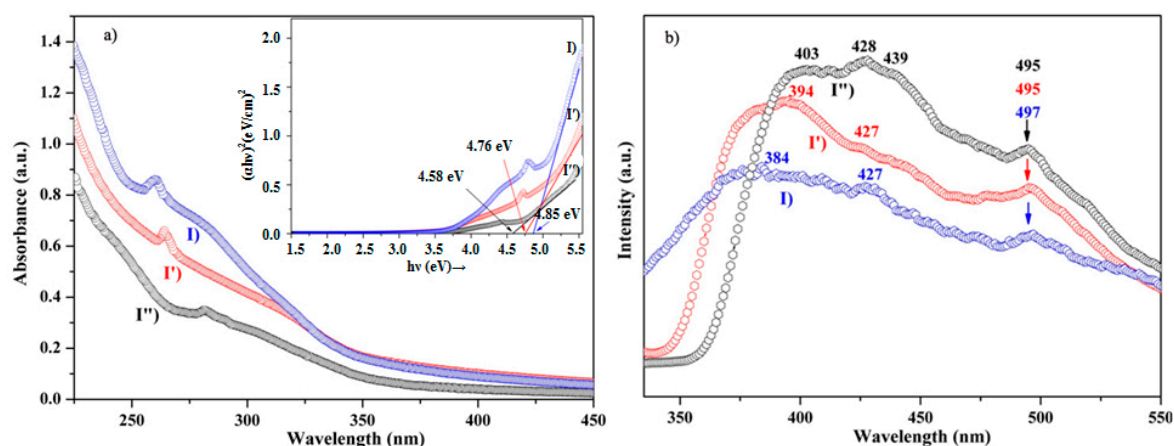 a)
Absorbance (a.u.)
1.4
1.2
1.0
0.8
0.6
0.4
0.2
0.0
250
300
350
400
450
Wavelength (nm)
I)
I')
I'')
(αhν)²(eV/cm)²
2.0
1.5
1.0
0.5
0.0
1.5 2.0 2.5 3.0 3.5 4.0 4.5 5.0 5.5
hν (eV)→
4.76 eV
4.58 eV
4.85 eV
I)
I')
I'')
b)
Intensity (a.u.)
403
428
439
495
495
497
394
427
384
427
I'')
I')
I)
350
400
450
500
550
Wavelength (nm)